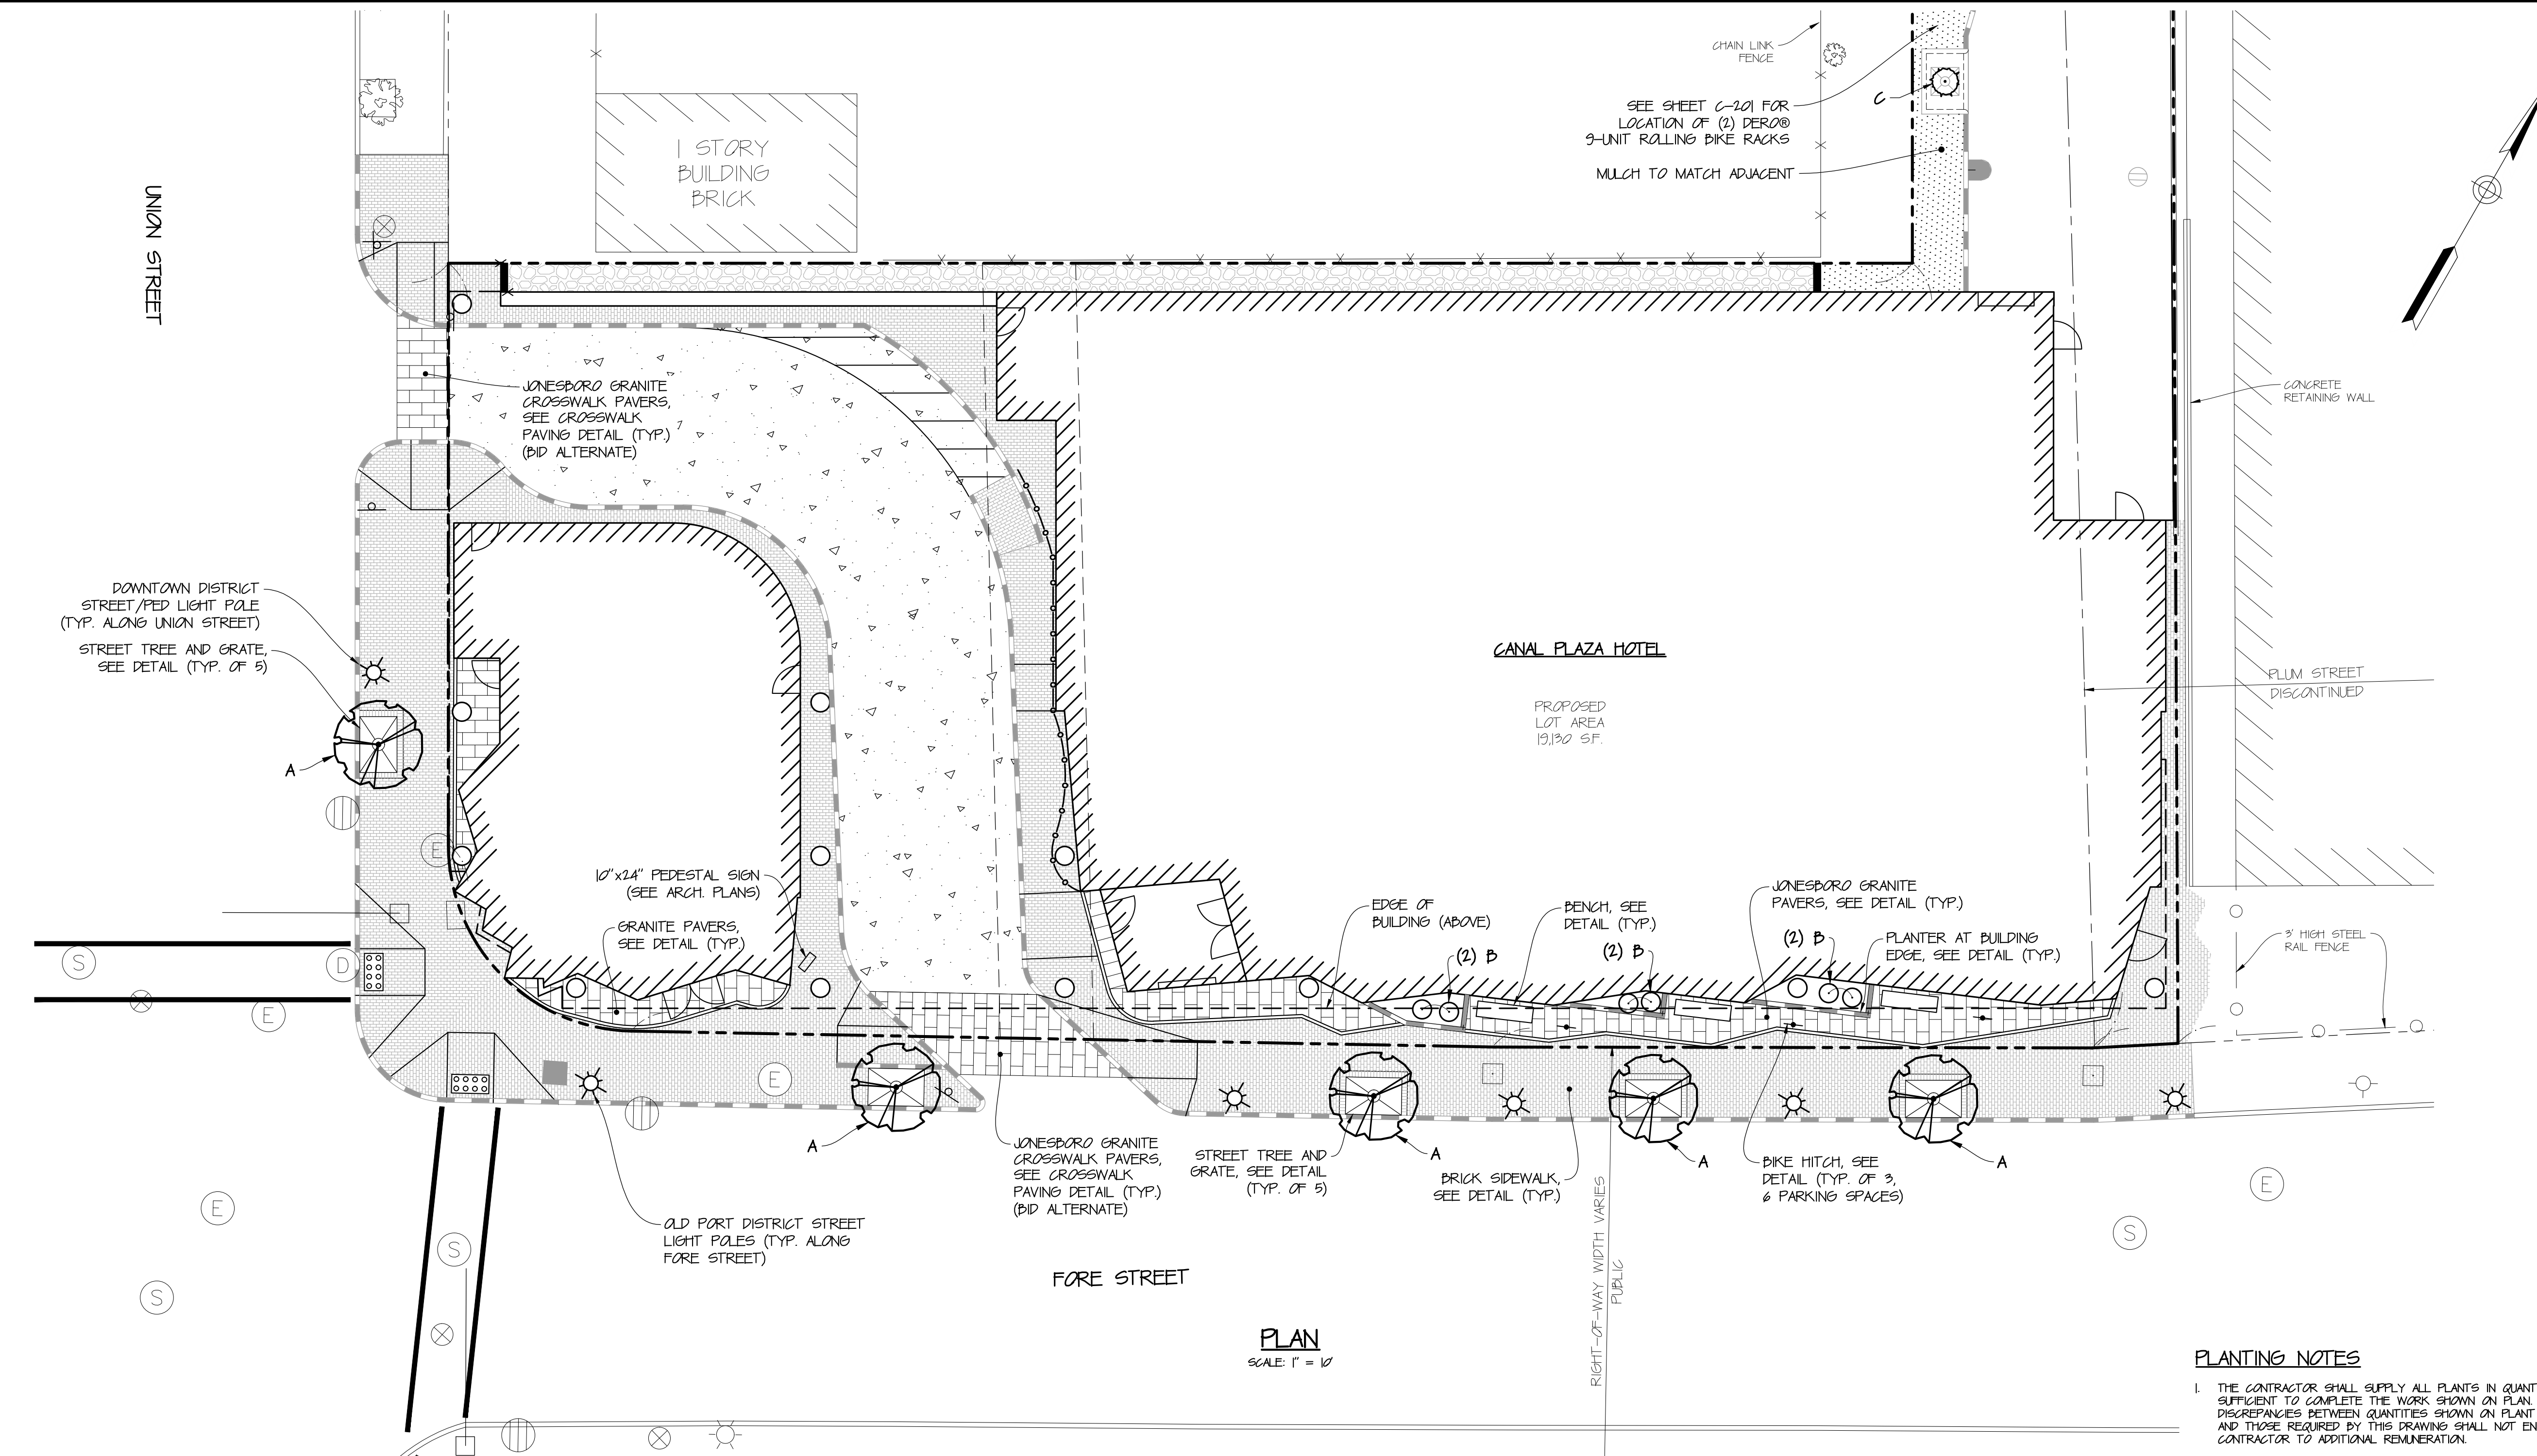 CHAIN LINK
FENCE
C
SEE SHEET C-201 FOR
LOCATION OF (2) DERO®
9-UNIT ROLLING BIKE RACKS
MULCH TO MATCH ADJACENT
1 STORY
BUILDING
BRICK
UNION STREET
JONESBORO GRANITE
CROSSWALK PAVERS,
SEE CROSSWALK
PAVING DETAIL (TYP.)
(BID ALTERNATE)
CONCRETE
RETAINING WALL
DOWNTOWN DISTRICT
STREET/PED LIGHT POLE
(TYP. ALONG UNION STREET)
STREET TREE AND GRATE,
SEE DETAIL (TYP. OF 5)
A
CANAL PLAZA HOTEL
PROPOSED
LOT AREA
19,130 S.F.
PLUM STREET
DISCONTINUED
E
10"x24" PEDESTAL SIGN
(SEE ARCH. PLANS)
GRANITE PAVERS,
SEE DETAIL (TYP.)
EDGE OF
BUILDING (ABOVE)
(2) B
BENCH, SEE
DETAIL (TYP.)
(2) B
JONESBORO GRANITE
PAVERS, SEE DETAIL (TYP.)
(2) B
PLANTER AT BUILDING
EDGE, SEE DETAIL (TYP.)
3' HIGH STEEL
RAIL FENCE
S
D
E
E
A
JONESBORO GRANITE
CROSSWALK PAVERS,
SEE CROSSWALK
PAVING DETAIL (TYP.)
(BID ALTERNATE)
STREET TREE AND
GRATE, SEE DETAIL
(TYP. OF 5)
A
BRICK SIDEWALK,
SEE DETAIL (TYP.)
A
BIKE HITCH, SEE
DETAIL (TYP. OF 3,
6 PARKING SPACES)
A
E
E
S
OLD PORT DISTRICT STREET
LIGHT POLES (TYP. ALONG
FORE STREET)
S
S
FORE STREET
RIGHT-OF-WAY WIDTH VARIES
PUBLIC
PLAN
SCALE: 1" = 10'
PLANTING NOTES
1. THE CONTRACTOR SHALL SUPPLY ALL PLANTS IN QUANT
SUFFICIENT TO COMPLETE THE WORK SHOWN ON PLAN.
DISCREPANCIES BETWEEN QUANTITIES SHOWN ON PLANT
AND THOSE REQUIRED BY THIS DRAWING SHALL NOT EN
CONTRACTOR TO ADDITIONAL REMUNERATION.